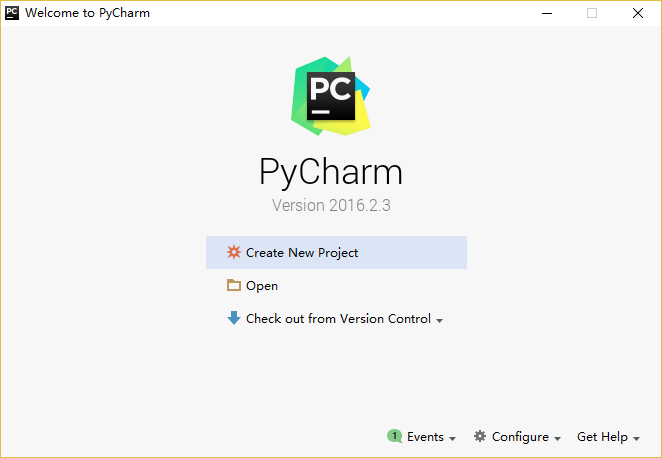 PC Welcome to PyCharm
PC
PyCharm
Version 2016.2.3
Create New Project
Open
Check out from Version Control
1 Events Configure Get Help